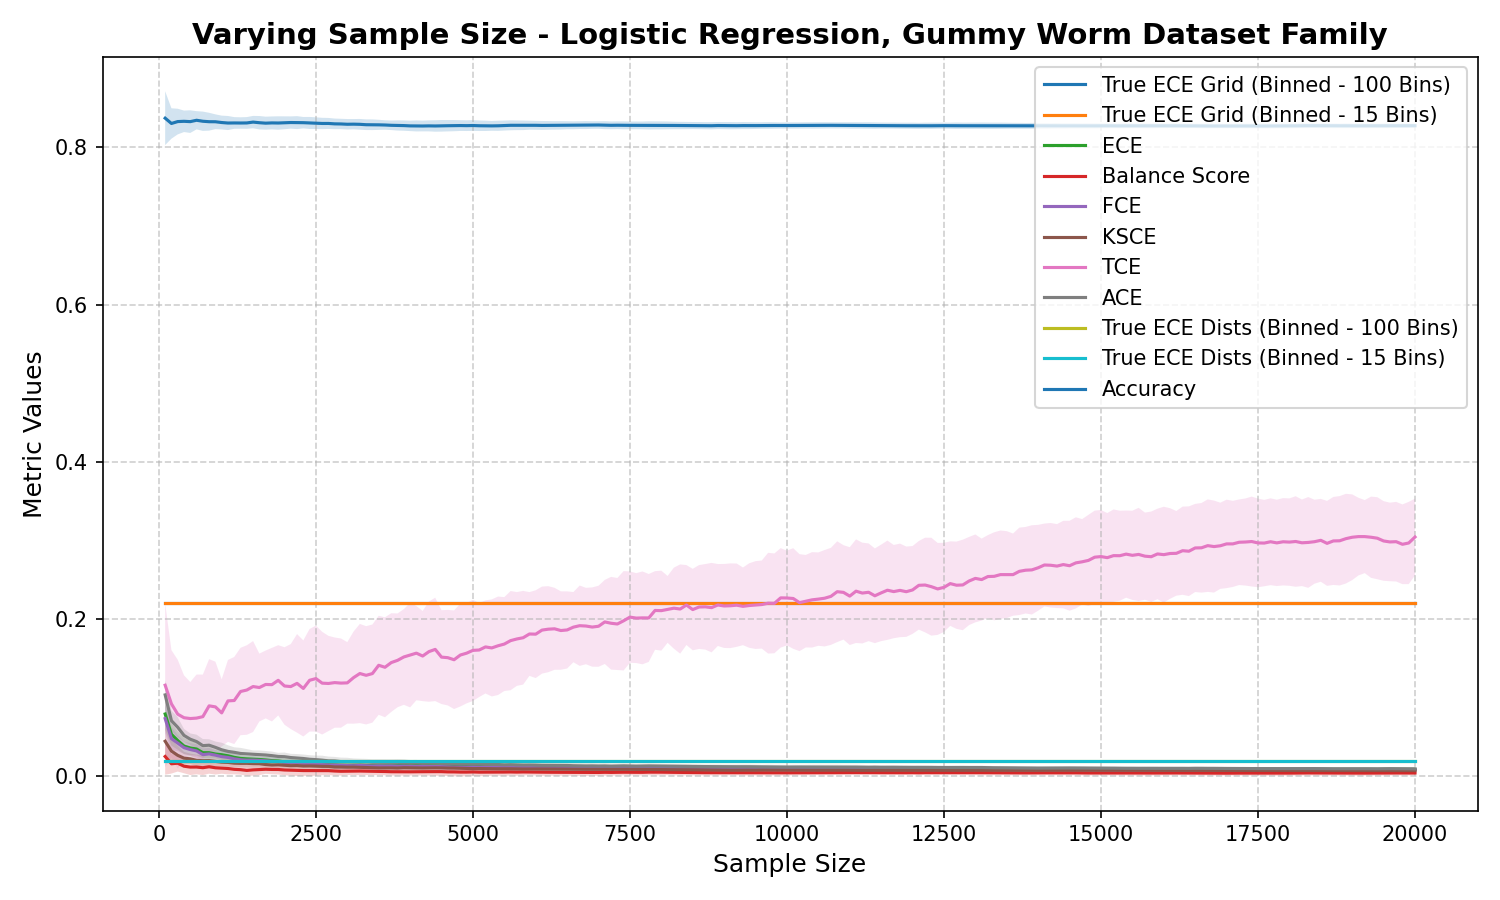 Varying Sample Size - Logistic Regression, Gummy Worm Dataset Family
True ECE Grid (Binned - 100 Bins)
True ECE Grid (Binned - 15 Bins)
ECE
Balance Score
FCE
KSCE
TCE
ACE
True ECE Dists (Binned - 100 Bins)
True ECE Dists (Binned - 15 Bins)
Accuracy
Metric Values
0.8
0.6
0.4
0.2
0.0
0 2500 5000 7500 10000 12500 15000 17500 20000
Sample Size